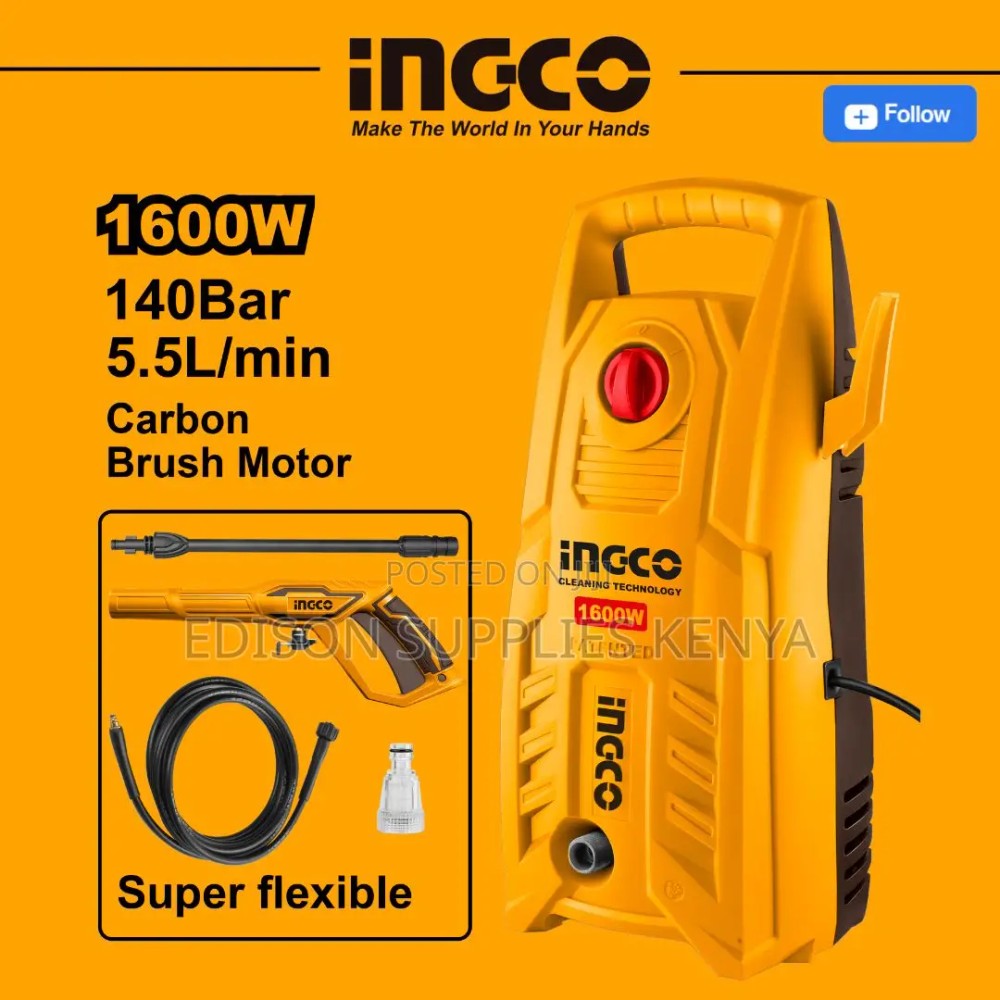 INGCO
Make The World In Your Hands
Follow
1600W
140Bar
5.5L/min
Carbon
Brush Motor
INGCO
CLEANING TECHNOLOGY
1600W
POSTED ON JIJI
EDISON SUPPLIES KENYA
INGCO
INGCO
Super flexible